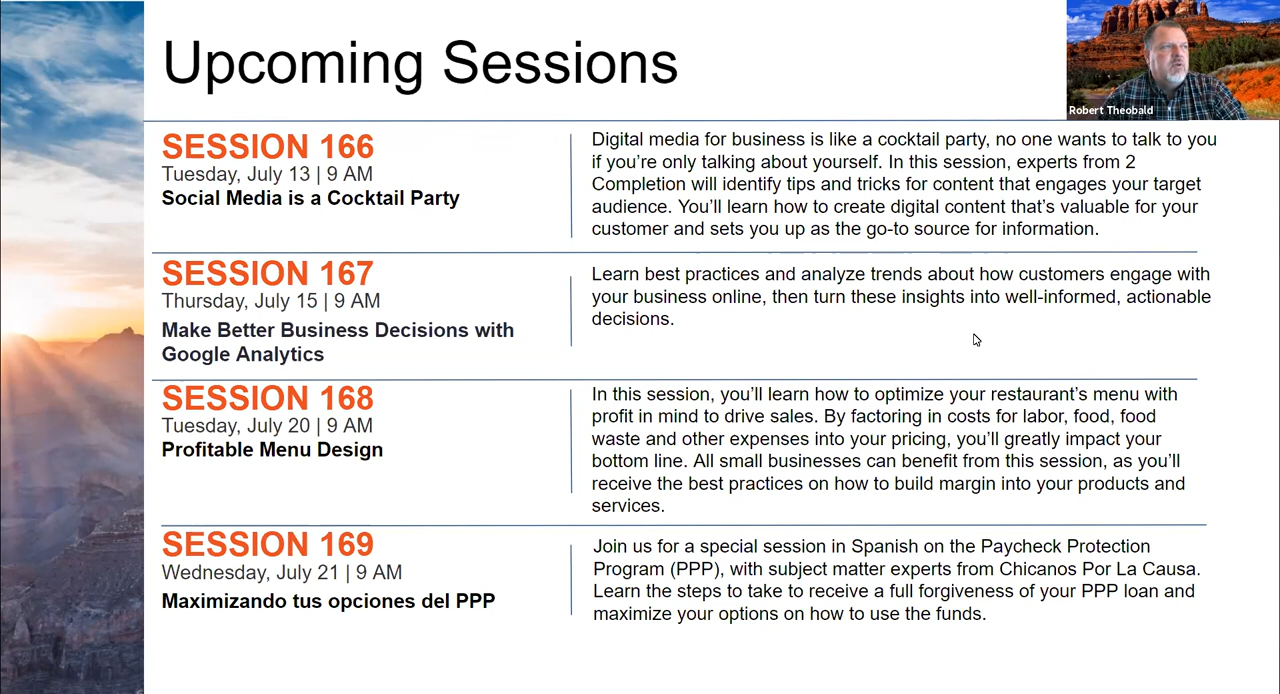 Upcoming Sessions
Robert Theobald
SESSION 166
Tuesday, July 13 | 9 AM
Social Media is a Cocktail Party
Digital media for business is like a cocktail party, no one wants to talk to you
if you’re only talking about yourself. In this session, experts from 2
Completion will identify tips and tricks for content that engages your target
audience. You’ll learn how to create digital content that’s valuable for your
customer and sets you up as the go-to source for information.
SESSION 167
Thursday, July 15 | 9 AM
Make Better Business Decisions with
Google Analytics
Learn best practices and analyze trends about how customers engage with
your business online, then turn these insights into well-informed, actionable
decisions.
SESSION 168
Tuesday, July 20 | 9 AM
Profitable Menu Design
In this session, you’ll learn how to optimize your restaurant’s menu with
profit in mind to drive sales. By factoring in costs for labor, food, food
waste and other expenses into your pricing, you’ll greatly impact your
bottom line. All small businesses can benefit from this session, as you’ll
receive the best practices on how to build margin into your products and
services.
SESSION 169
Wednesday, July 21 | 9 AM
Maximizando tus opciones del PPP
Join us for a special session in Spanish on the Paycheck Protection
Program (PPP), with subject matter experts from Chicanos Por La Causa.
Learn the steps to take to receive a full forgiveness of your PPP loan and
maximize your options on how to use the funds.